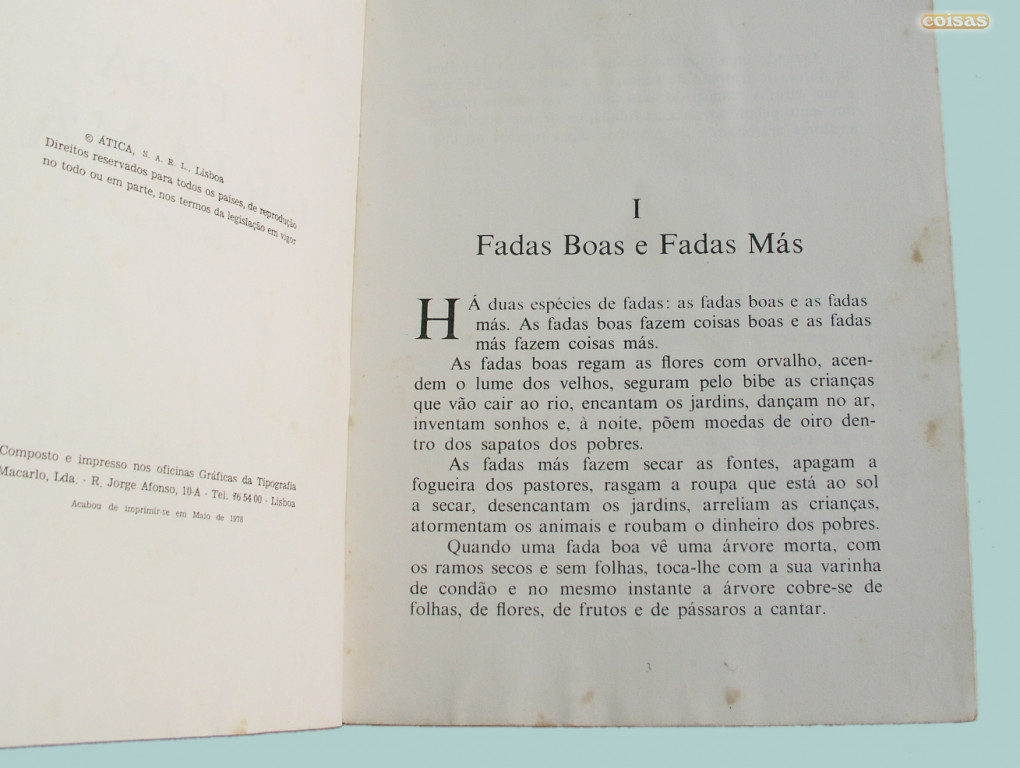 © ÁTICA, S. A. R. L., Lisboa
Direitos reservados para todos os países, de reprodução
no todo ou em parte, nos termos da legislação em vigor
Composto e impresso nos oficinas Gráficas da Tipografia
Macarlo, Lda. - R. Jorge Afonso, 10-A - Tel. 76 54 00 - Lisboa
Acabou de imprimir-se em Maio de 1978
coisas
I
Fadas Boas e Fadas Más
HÁ duas espécies de fadas: as fadas boas e as fadas
más. As fadas boas fazem coisas boas e as fadas
más fazem coisas más.
As fadas boas regam as flores com orvalho, acen-
dem o lume dos velhos, seguram pelo bibe as crianças
que vão cair ao rio, encantam os jardins, dançam no ar,
inventam sonhos e, à noite, põem moedas de oiro den-
tro dos sapatos dos pobres.
As fadas más fazem secar as fontes, apagam a
fogueira dos pastores, rasgam a roupa que está ao sol
a secar, desencantam os jardins, arreliam as crianças,
atormentam os animais e roubam o dinheiro dos pobres.
Quando uma fada boa vê uma árvore morta, com
os ramos secos e sem folhas, toca-lhe com a sua varinha
de condão e no mesmo instante a árvore cobre-se de
folhas, de flores, de frutos e de pássaros a cantar.
3